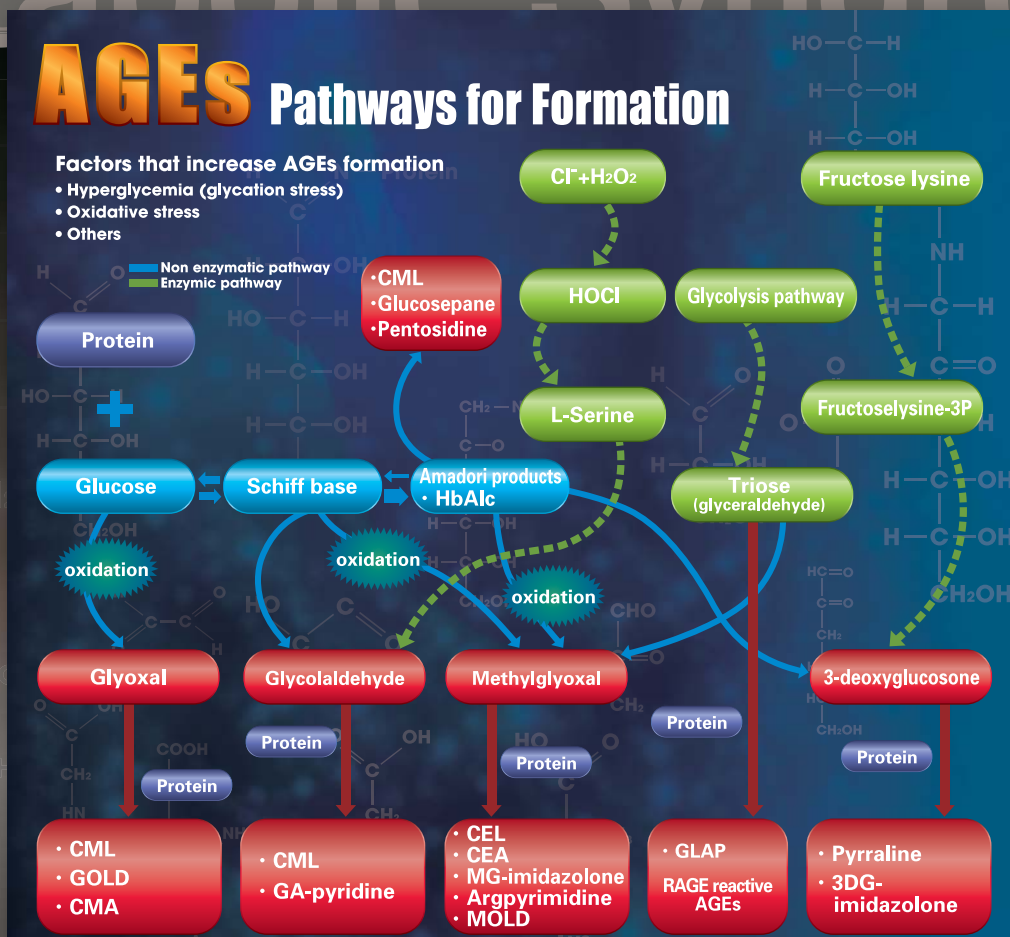 AGEs Pathways for Formation
Factors that increase AGEs formation
• Hyperglycemia (glycation stress)
• Oxidative stress
• Others
Non enzymatic pathway
Enzymic pathway
Cl⁻+H2O2
Fructose lysine
·CML
·Glucosepane
·Pentosidine
HOCl
Glycolysis pathway
Protein
L-Serine
Fructoselysine-3P
Glucose
Schiff base
Amadori products
· HbAlc
Triose
(glyceraldehyde)
oxidation
oxidation
oxidation
Glyoxal
Glycolaldehyde
Methylglyoxal
3-deoxyglucosone
Protein
Protein
Protein
Protein
Protein
· CML
· GOLD
· CMA
· CML
· GA-pyridine
· CEL
· CEA
· MG-imidazolone
· Argpyrimidine
· MOLD
· GLAP
RAGE reactive
AGEs
· Pyrraline
· 3DG-
imidazolone